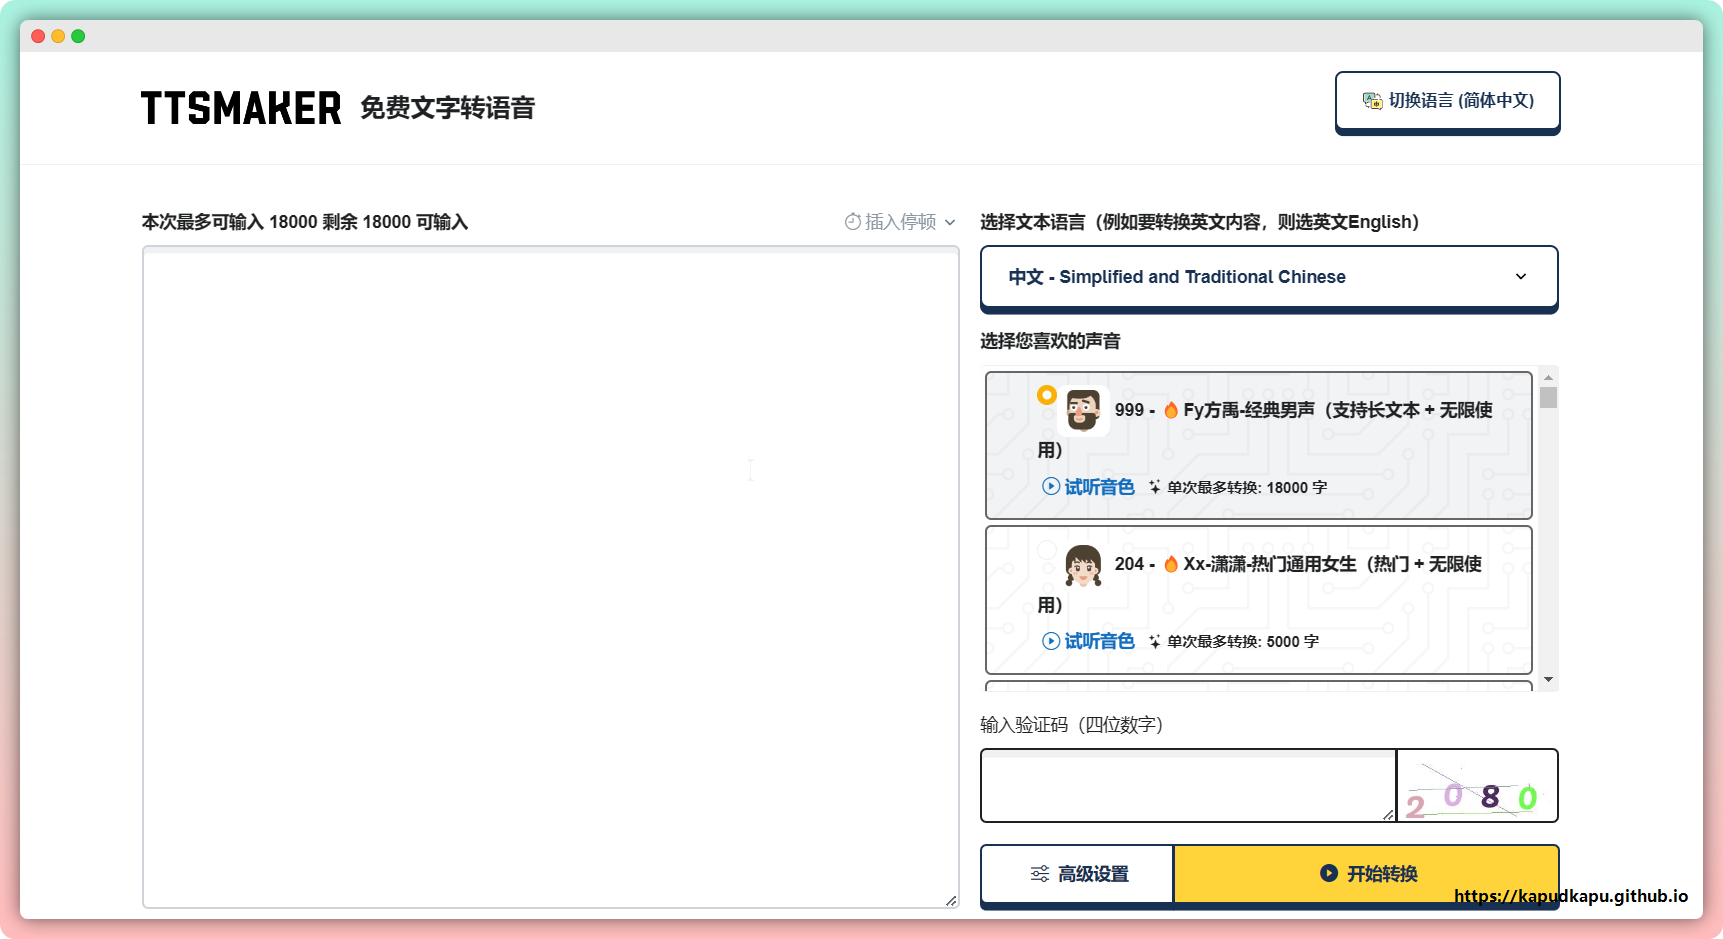 TTSMAKER 免费文字转语音
切换语言 (简体中文)
本次最多可输入 18000 剩余 18000 可输入
插入停顿
选择文本语言（例如要转换英文内容，则选英文English）
中文 - Simplified and Traditional Chinese
选择您喜欢的声音
999 - 🔥 Fy方禹-经典男声（支持长文本 + 无限使
用）
试听音色 单次最多转换: 18000 字
204 - 🔥 Xx-潇潇-热门通用女生（热门 + 无限使
用）
试听音色 单次最多转换: 5000 字
输入验证码（四位数字）
2080
高级设置
开始转换
https://kapudkapu.github.io